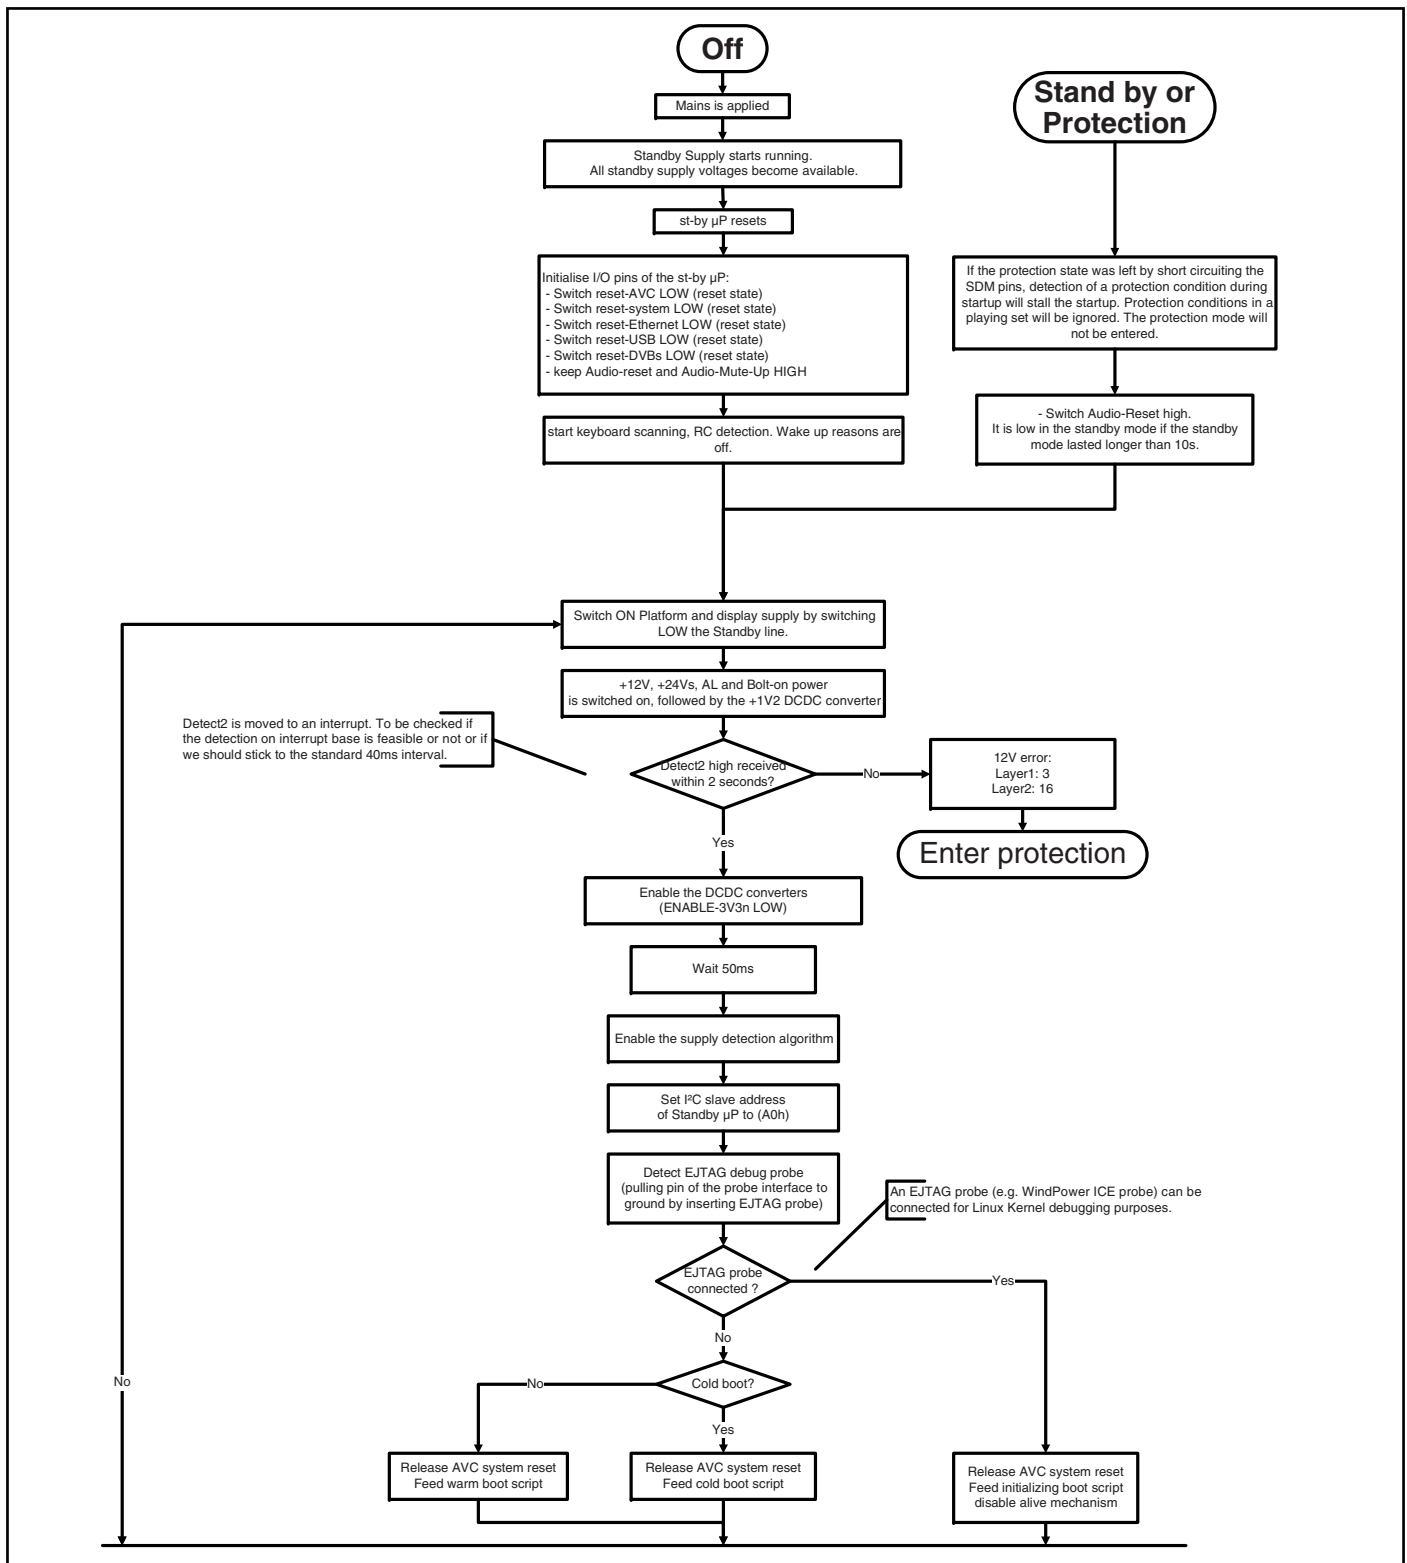 Off
Mains is applied
Stand by or
Protection
Standby Supply starts running.
All standby supply voltages become available.
st-by µP resets
Initialise I/O pins of the st-by µP:
- Switch reset-AVC LOW (reset state)
- Switch reset-system LOW (reset state)
- Switch reset-Ethernet LOW (reset state)
- Switch reset-USB LOW (reset state)
- Switch reset-DVBs LOW (reset state)
- keep Audio-reset and Audio-Mute-Up HIGH
If the protection state was left by short circuiting the
SDM pins, detection of a protection condition during
startup will stall the startup. Protection conditions in a
playing set will be ignored. The protection mode will
not be entered.
start keyboard scanning, RC detection. Wake up reasons are
off.
- Switch Audio-Reset high.
It is low in the standby mode if the standby
mode lasted longer than 10s.
Switch ON Platform and display supply by switching
LOW the Standby line.
+12V, +24Vs, AL and Bolt-on power
is switched on, followed by the +1V2 DCDC converter
Detect2 is moved to an interrupt. To be checked if
the detection on interrupt base is feasible or not or if
we should stick to the standard 40ms interval.
Detect2 high received
within 2 seconds?
No
12V error:
Layer1: 3
Layer2: 16
Yes
Enter protection
Enable the DCDC converters
(ENABLE-3V3n LOW)
Wait 50ms
Enable the supply detection algorithm
Set I²C slave address
of Standby µP to (A0h)
Detect EJTAG debug probe
(pulling pin of the probe interface to
ground by inserting EJTAG probe)
An EJTAG probe (e.g. WindPower ICE probe) can be
connected for Linux Kernel debugging purposes.
EJTAG probe
connected ?
Yes
No
No
Cold boot?
No
Yes
Release AVC system reset
Feed warm boot script
Release AVC system reset
Feed cold boot script
Release AVC system reset
Feed initializing boot script
disable alive mechanism